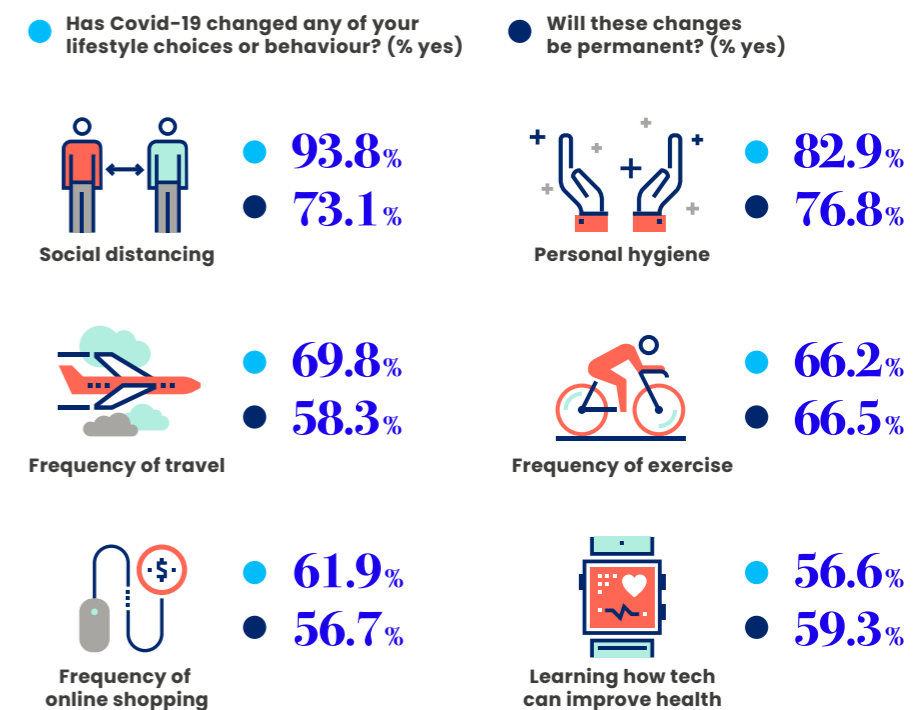 Has Covid-19 changed any of your
lifestyle choices or behaviour? (% yes)
Will these changes
be permanent? (% yes)
93.8%
73.1%
Social distancing
82.9%
76.8%
Personal hygiene
69.8%
58.3%
Frequency of travel
66.2%
66.5%
Frequency of exercise
$
61.9%
56.7%
Frequency of
online shopping
56.6%
59.3%
Learning how tech
can improve health